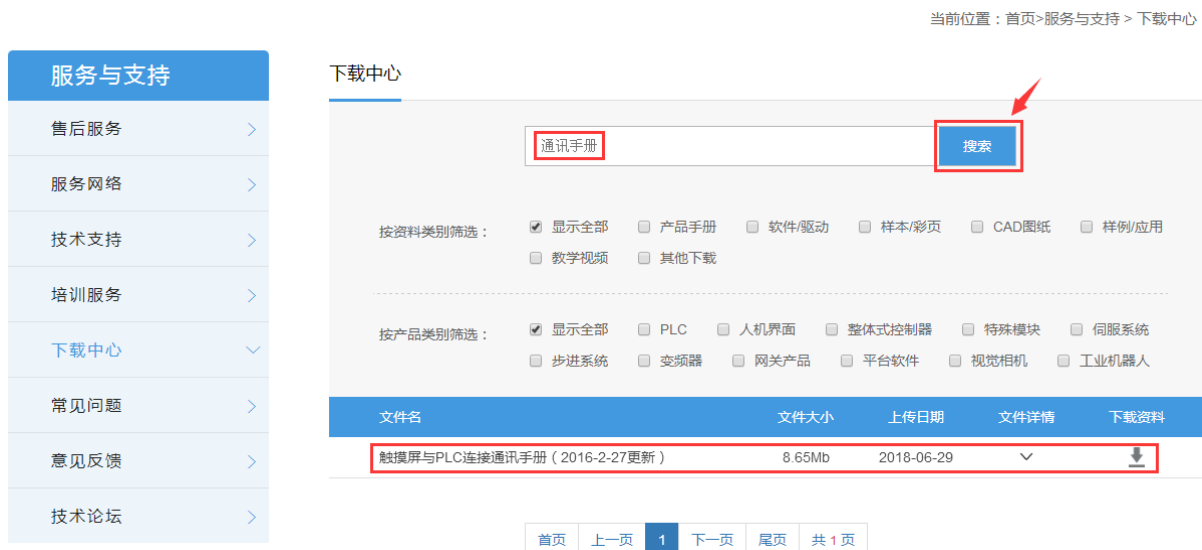 当前位置：首页>服务与支持 > 下载中心
服务与支持
售后服务
服务网络
技术支持
培训服务
下载中心
常见问题
意见反馈
技术论坛
下载中心
通讯手册 搜索
按资料类别筛选： 显示全部 产品手册 软件/驱动 样本/彩页 CAD图纸 样例/应用
教学视频 其他下载
按产品类别筛选： 显示全部 PLC 人机界面 整体式控制器 特殊模块 伺服系统
步进系统 变频器 网关产品 平台软件 视觉相机 工业机器人
文件名 文件大小 上传日期 文件详情 下载资料
触摸屏与PLC连接通讯手册（2016-2-27更新） 8.65Mb 2018-06-29
首页 上一页 1 下一页 尾页 共1页